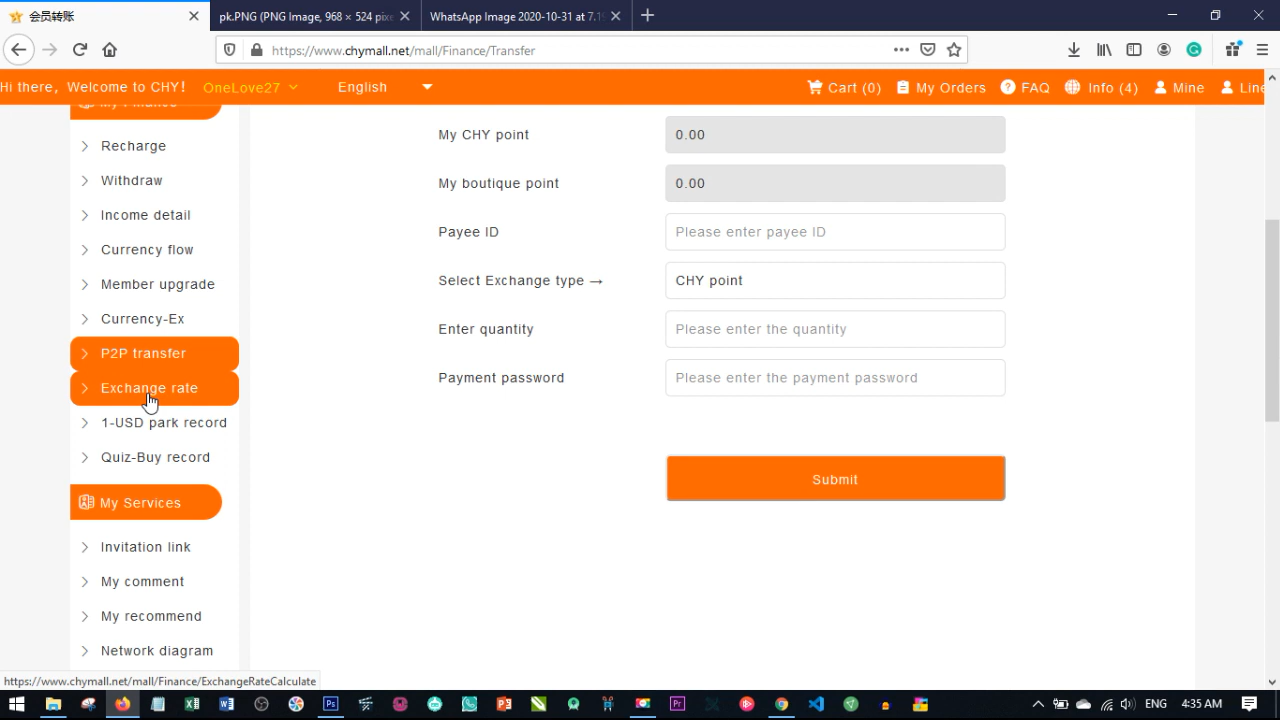 会员转账
pk.PNG (PNG Image, 968 × 524 pixe
WhatsApp Image 2020-10-31 at 7.1
https://www.chymall.net/mall/Finance/Transfer
Hi there, Welcome to CHY! OneLove27 English Cart (0) My Orders FAQ Info (4) Mine Line
My Finance
Recharge
Withdraw
Income detail
Currency flow
Member upgrade
Currency-Ex
P2P transfer
Exchange rate
1-USD park record
Quiz-Buy record
My Services
Invitation link
My comment
My recommend
Network diagram
My CHY point 0.00
My boutique point 0.00
Payee ID Please enter payee ID
Select Exchange type → CHY point
Enter quantity Please enter the quantity
Payment password Please enter the payment password
Submit
https://www.chymall.net/mall/Finance/ExchangeRateCalculate
ENG 4:35 AM